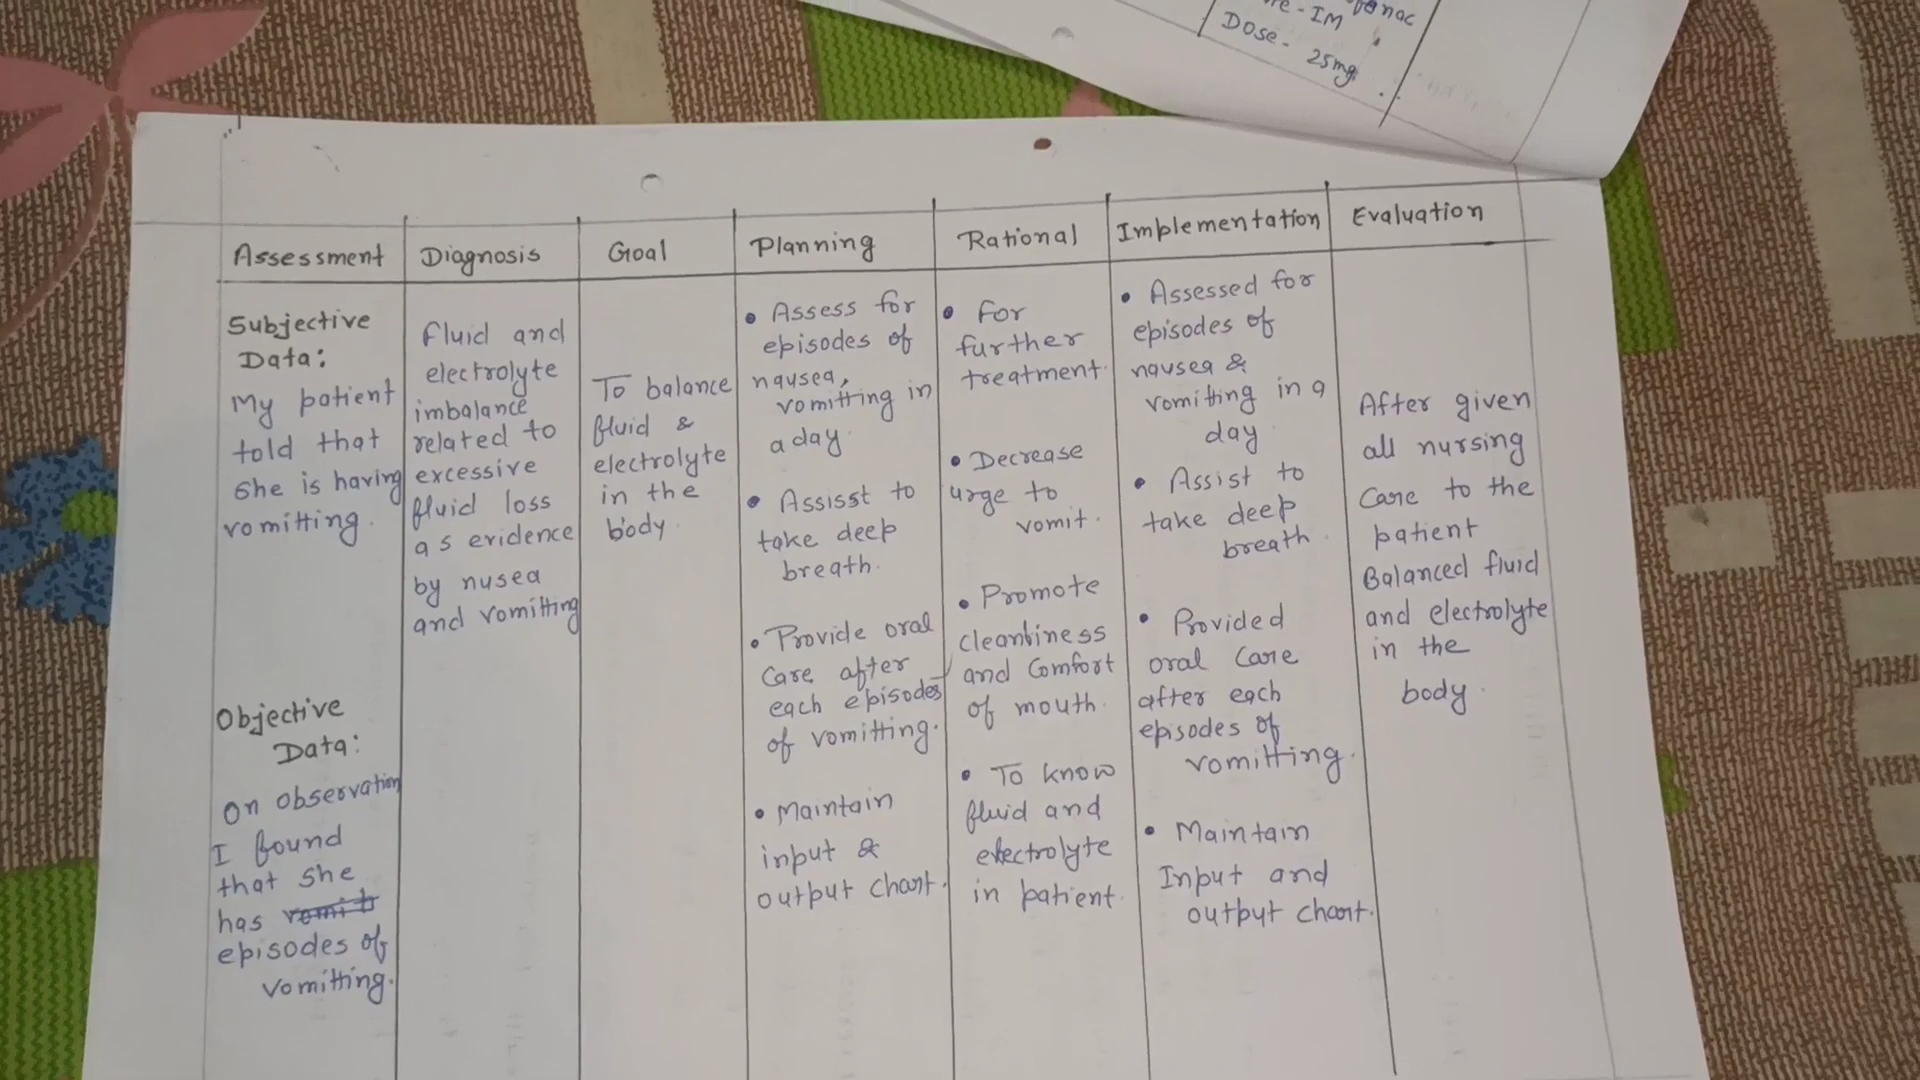 re - IM
Dose - 25mg
Assessment
Subjective
Data:
My patient
told that
she is having
vomitting.
Objective
Data:
On observation
I found
that she
has vomit
episodes of
vomitting.
Diagnosis
fluid and
electrolyte
imbalance
related to
excessive
fluid loss
as evidence
by nusea
and vomitting
Goal
To balance
fluid &
electrolyte
in the
body.
Planning
• Assess for
episodes of
nausea,
vomitting in
a day.
• Assisst to
take deep
breath.
• Provide oral
care after
each episodes
of vomitting.
• Maintain
input &
output chart.
Rational
• For
further
treatment.
• Decrease
urge to
vomit.
• Promote
cleanliness
and comfort
of mouth.
• To know
fluid and
electrolyte
in patient.
Implementation
• Assessed for
episodes of
nausea &
vomitting in a
day
• Assist to
take deep
breath.
• Provided
oral care
after each
episodes of
vomitting.
• Maintain
Input and
output chart.
Evaluation
After given
all nursing
care to the
patient
Balanced fluid
and electrolyte
in the
body.